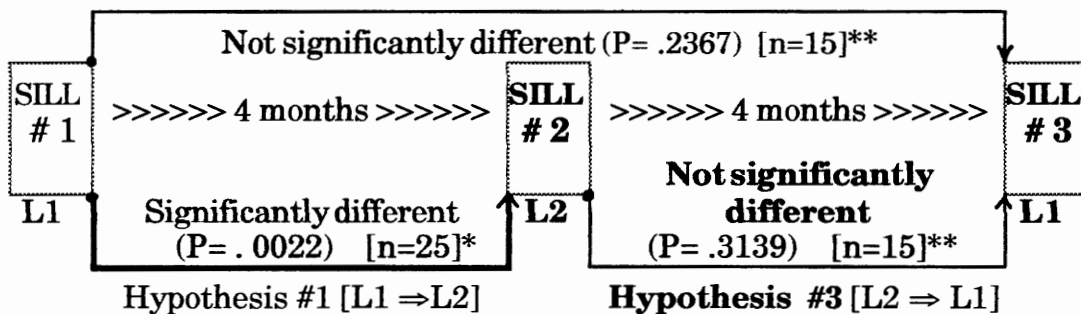 Not significantly different (P= .2367) [n=15]**
SILL # 1
>>>>>> 4 months >>>>>>
SILL # 2
>>>>>> 4 months >>>>>>
SILL # 3
L1
Significantly different
(P= . 0022) [n=25]*
L2
Not significantly
different
(P= .3139) [n=15]**
L1
Hypothesis #1 [L1 ⇒L2]
Hypothesis #3 [L2 ⇒ L1]